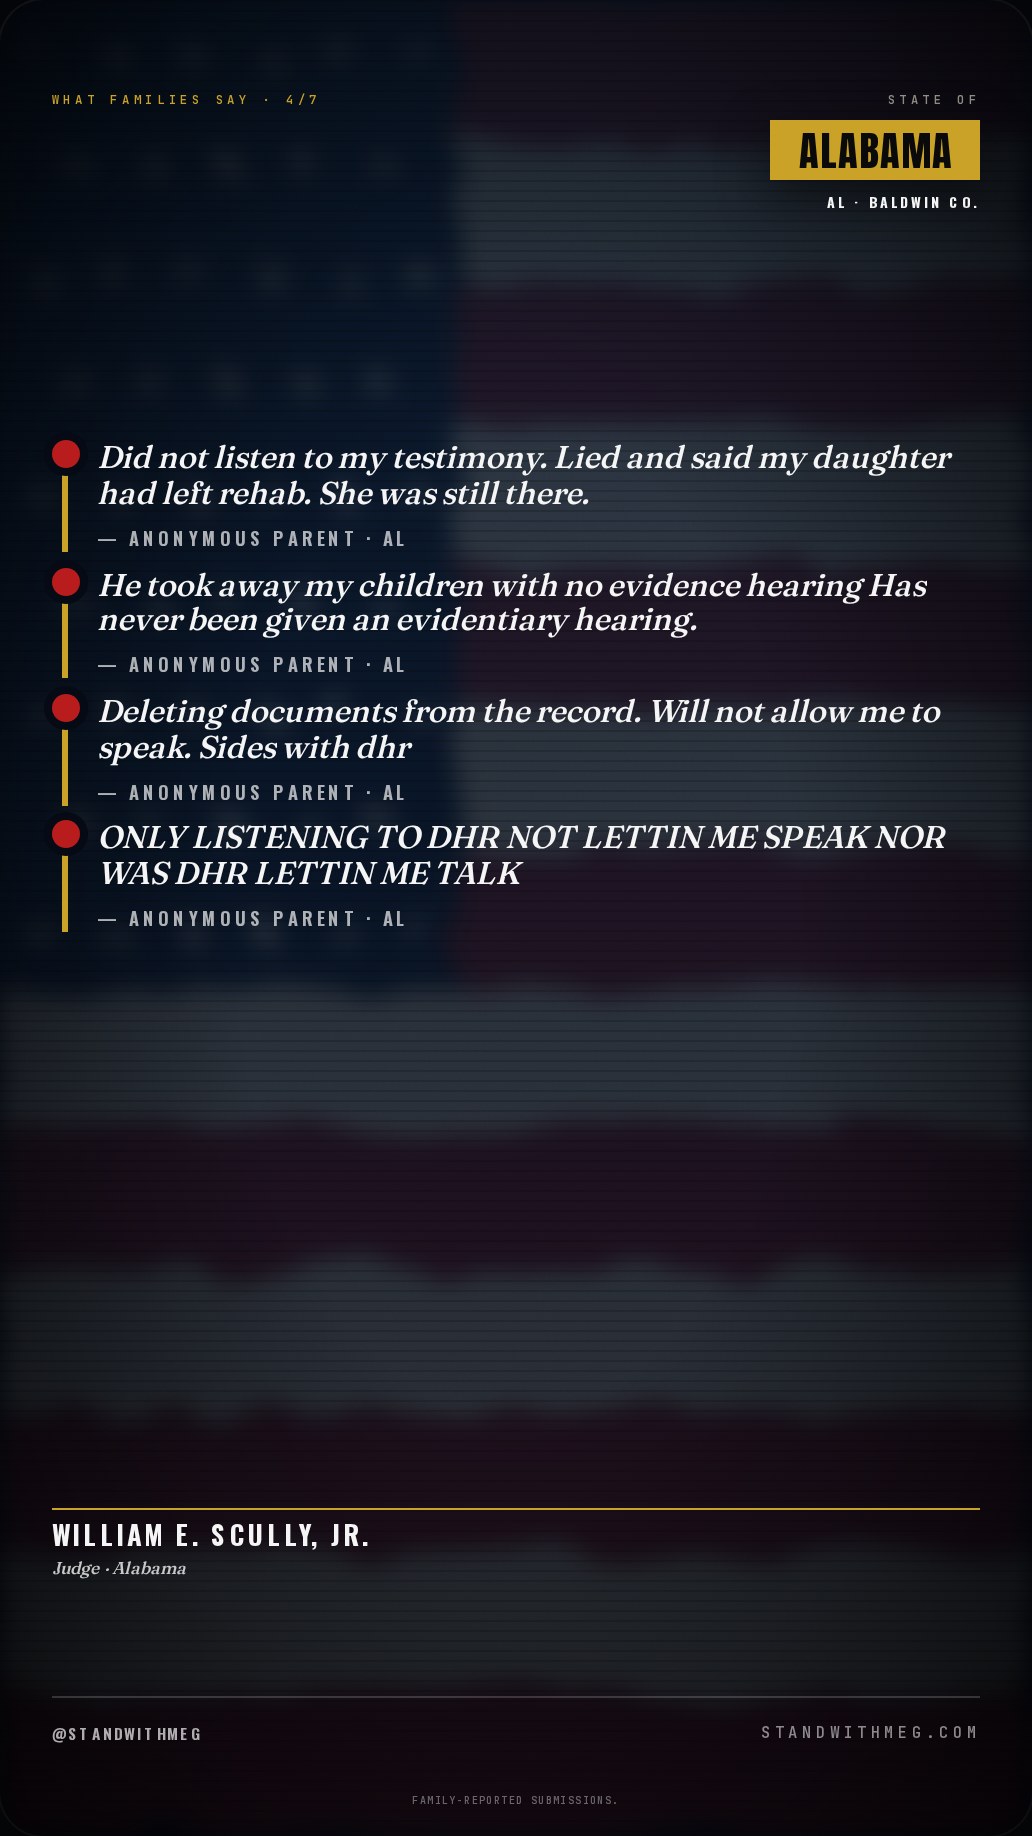 WHAT FAMILIES SAY · 4/7
STATE OF
ALABAMA
AL · BALDWIN CO.
Did not listen to my testimony. Lied and said my daughter
had left rehab. She was still there.
— ANONYMOUS PARENT · AL
He took away my children with no evidence hearing Has
never been given an evidentiary hearing.
— ANONYMOUS PARENT · AL
Deleting documents from the record. Will not allow me to
speak. Sides with dhr
— ANONYMOUS PARENT · AL
ONLY LISTENING TO DHR NOT LETTIN ME SPEAK NOR
WAS DHR LETTIN ME TALK
— ANONYMOUS PARENT · AL
WILLIAM E. SCULLY, JR.
Judge · Alabama
@STANDWITHMEG
STANDWITHMEG.COM
FAMILY-REPORTED SUBMISSIONS.